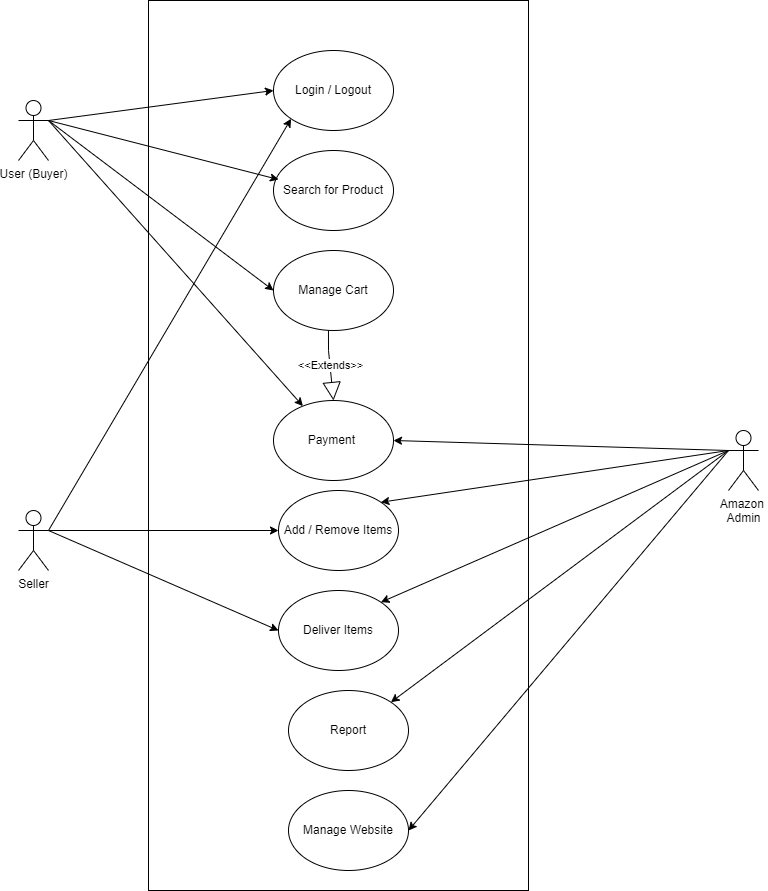 Login / Logout
User (Buyer)
Search for Product
Manage Cart
<<Extends>>
Payment
Amazon
Admin
Add / Remove Items
Seller
Deliver Items
Report
Manage Website